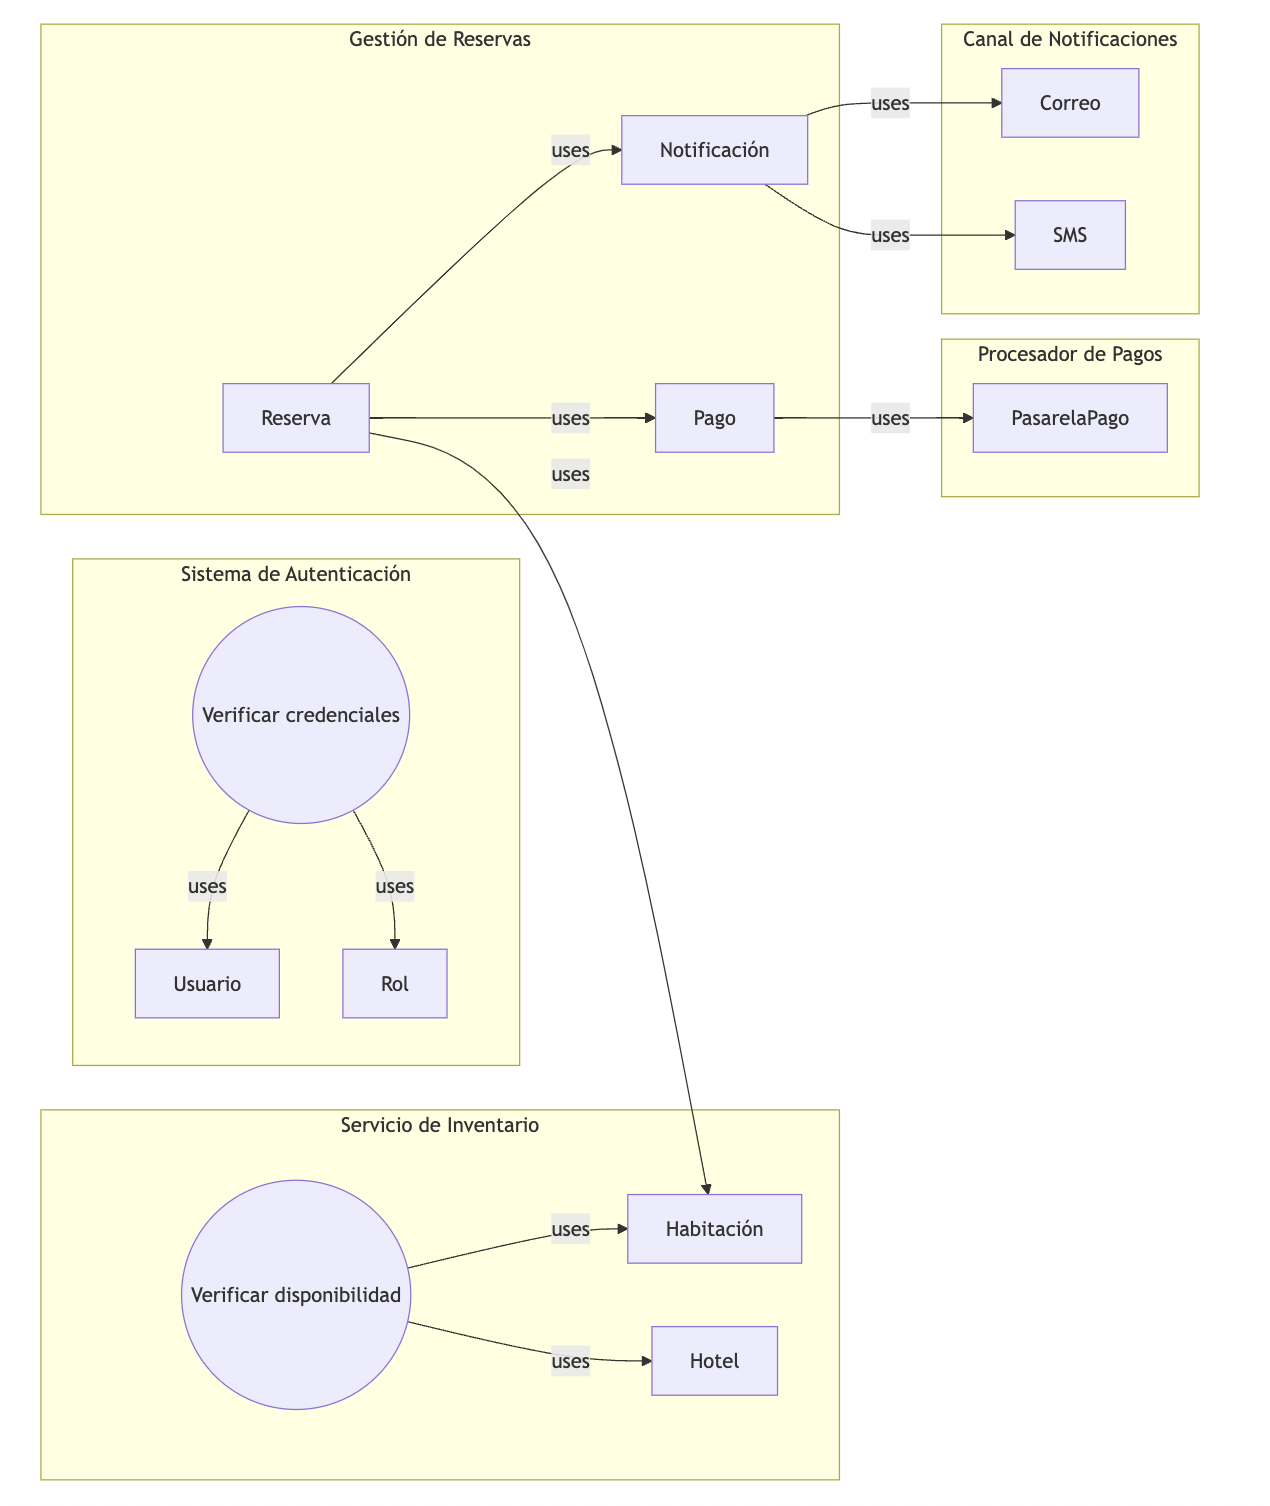 Gestión de Reservas
Canal de Notificaciones
uses
Correo
uses
Notificación
uses
SMS
Procesador de Pagos
Reserva
uses
Pago
uses
PasarelaPago
uses
Sistema de Autenticación
Verificar credenciales
uses
uses
Usuario
Rol
Servicio de Inventario
uses
Habitación
Verificar disponibilidad
uses
Hotel